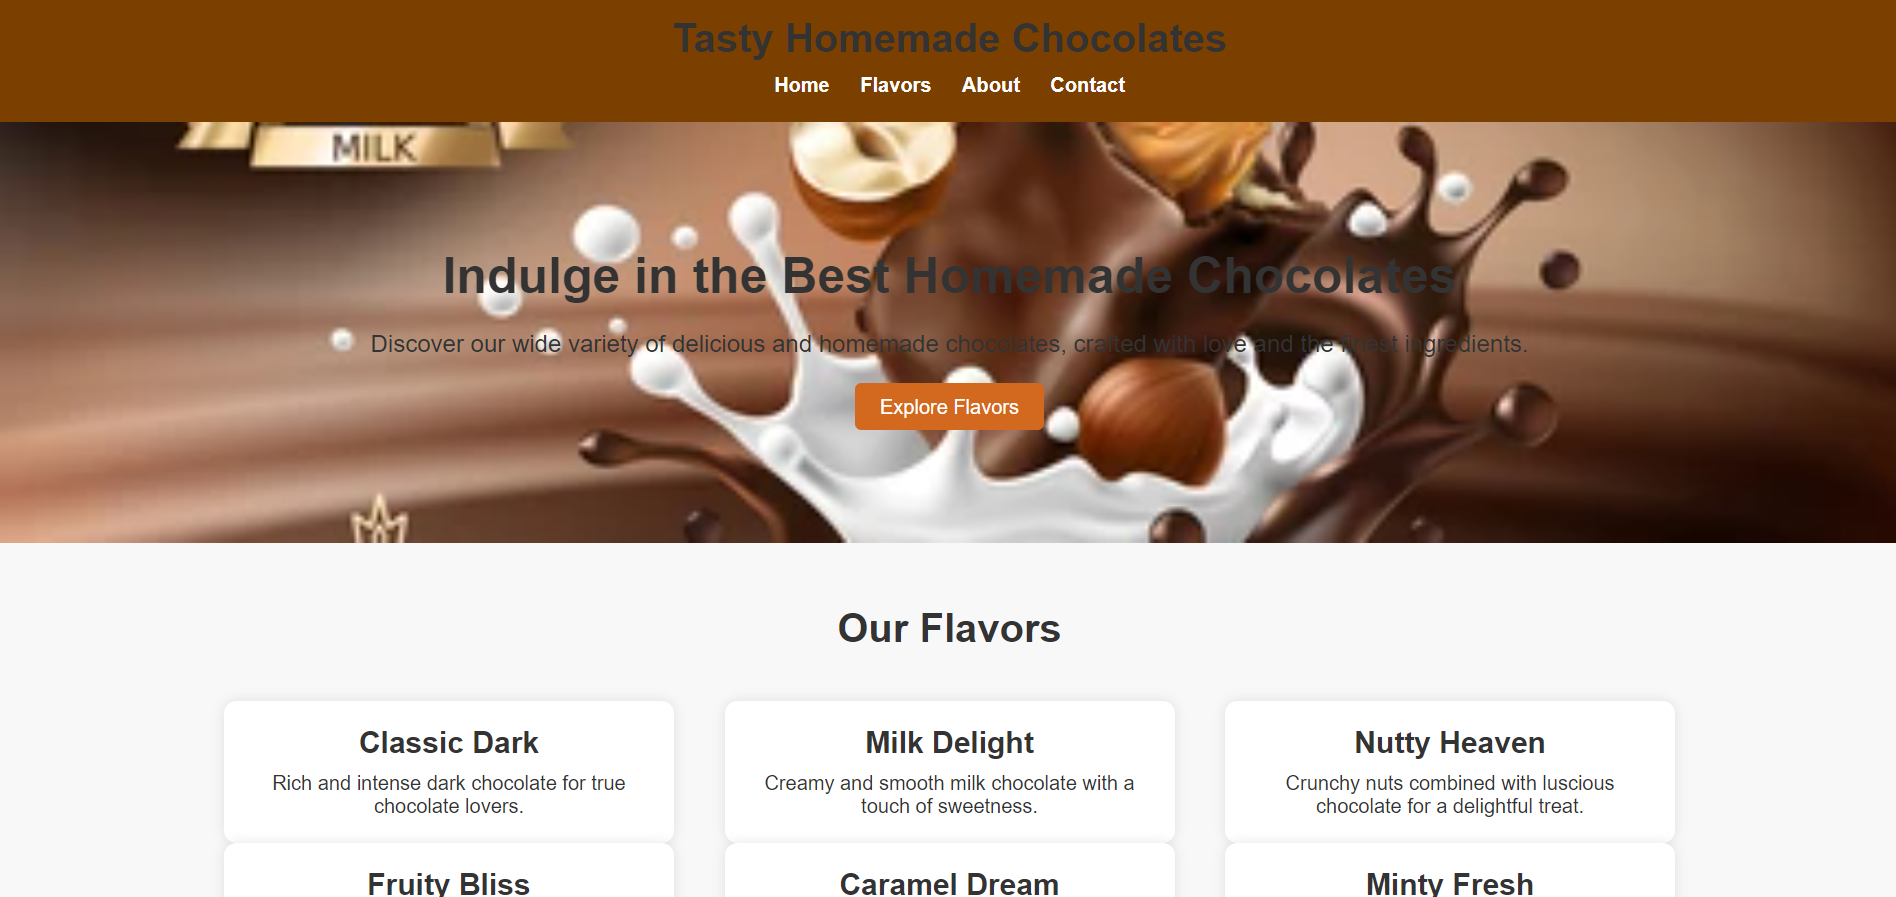 Tasty Homemade Chocolates
Home Flavors About Contact
MILK
Indulge in the Best Homemade Chocolates
Discover our wide variety of delicious and homemade chocolates, crafted with love and the finest ingredients.
Explore Flavors
Our Flavors
Classic Dark
Rich and intense dark chocolate for true
chocolate lovers.
Milk Delight
Creamy and smooth milk chocolate with a
touch of sweetness.
Nutty Heaven
Crunchy nuts combined with luscious
chocolate for a delightful treat.
Fruity Bliss
Caramel Dream
Minty Fresh